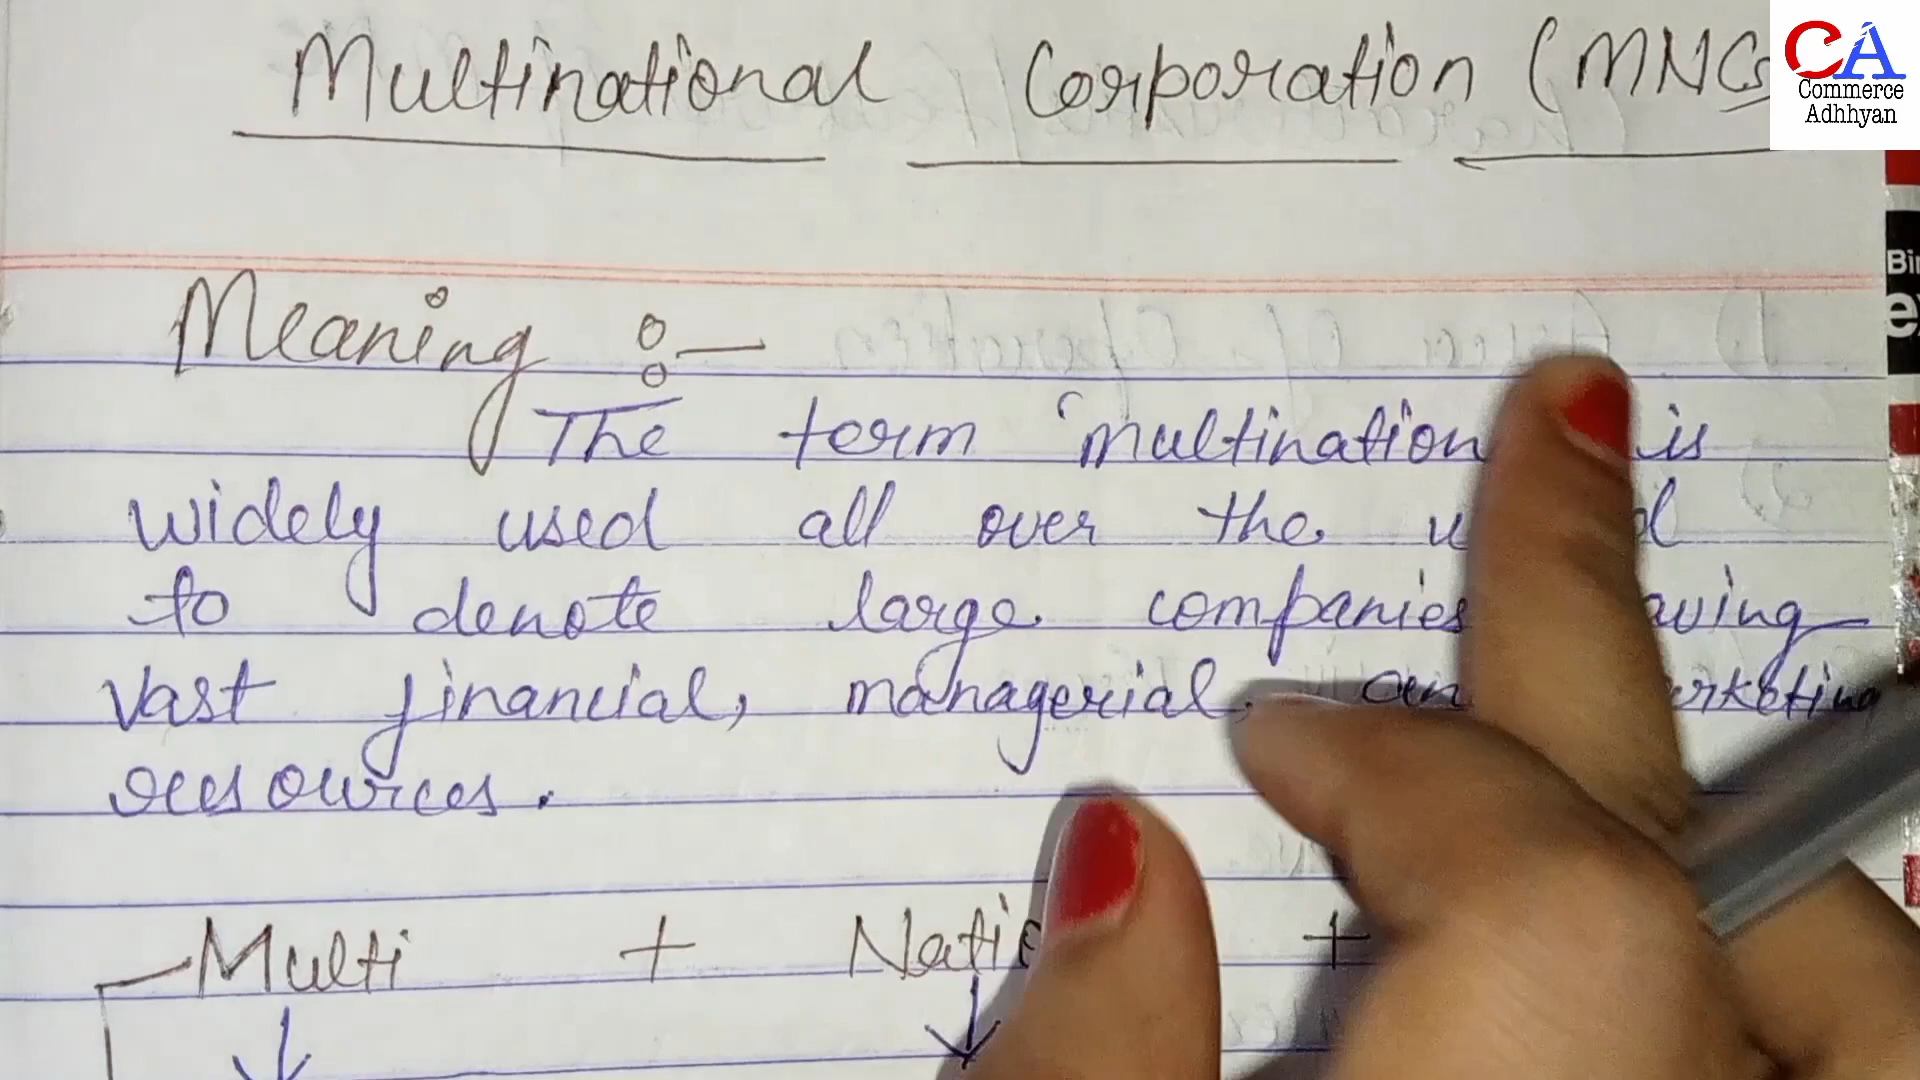 Multinational Corporation (MNCs
CA
Commerce
Adhhyan
Meaning :-
The term 'multination is
widely used all over the
to denote large companies
vast financial, managerial,
resources.
Multi + +